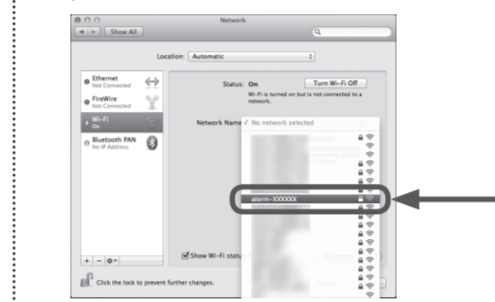 Network
Show All
Location: Automatic
Ethernet
Not Connected
Status: On
Turn Wi-Fi Off
Wi-Fi is turned on but is not connected to a
network.
FireWire
Not Connected
Wi-Fi
On
Network Name
✓ No network selected
Bluetooth PAN
No IP Address
aterm-XXXXXX
Show Wi-Fi statu
Click the lock to prevent further changes.